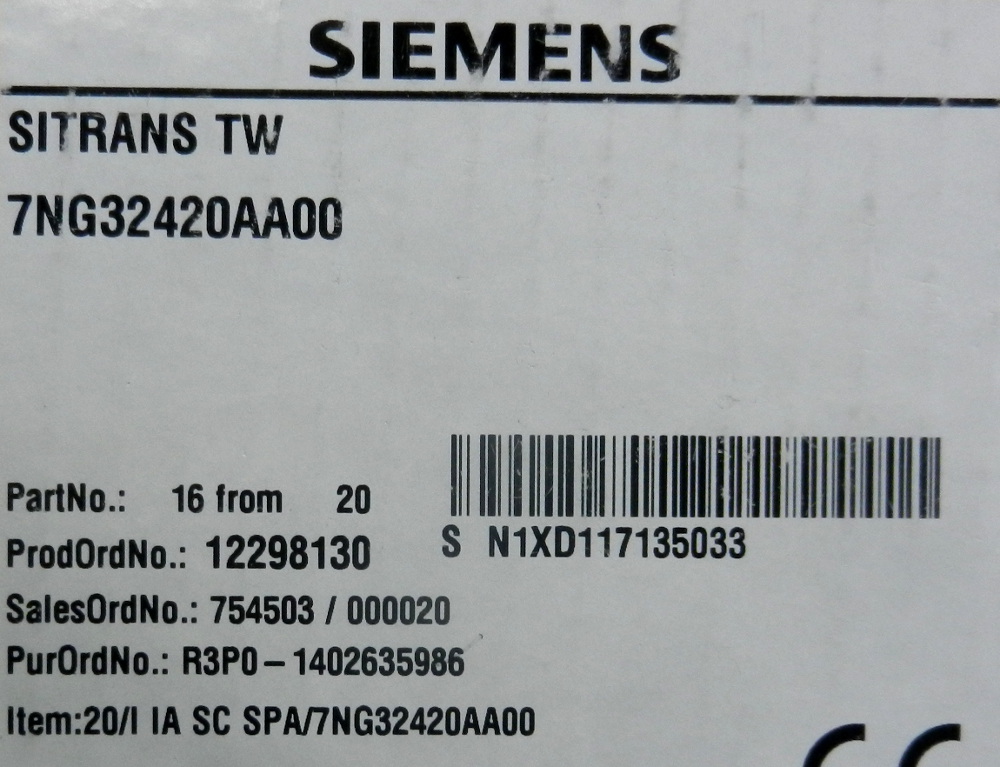 SIEMENS
SITRANS TW
7NG32420AA00
PartNo.: 16 from 20
ProdOrdNo.: 12298130
S N1XD117135033
SalesOrdNo.: 754503 / 000020
PurOrdNo.: R3P0-1402635986
Item:20/I IA SC SPA/7NG32420AA00
CE